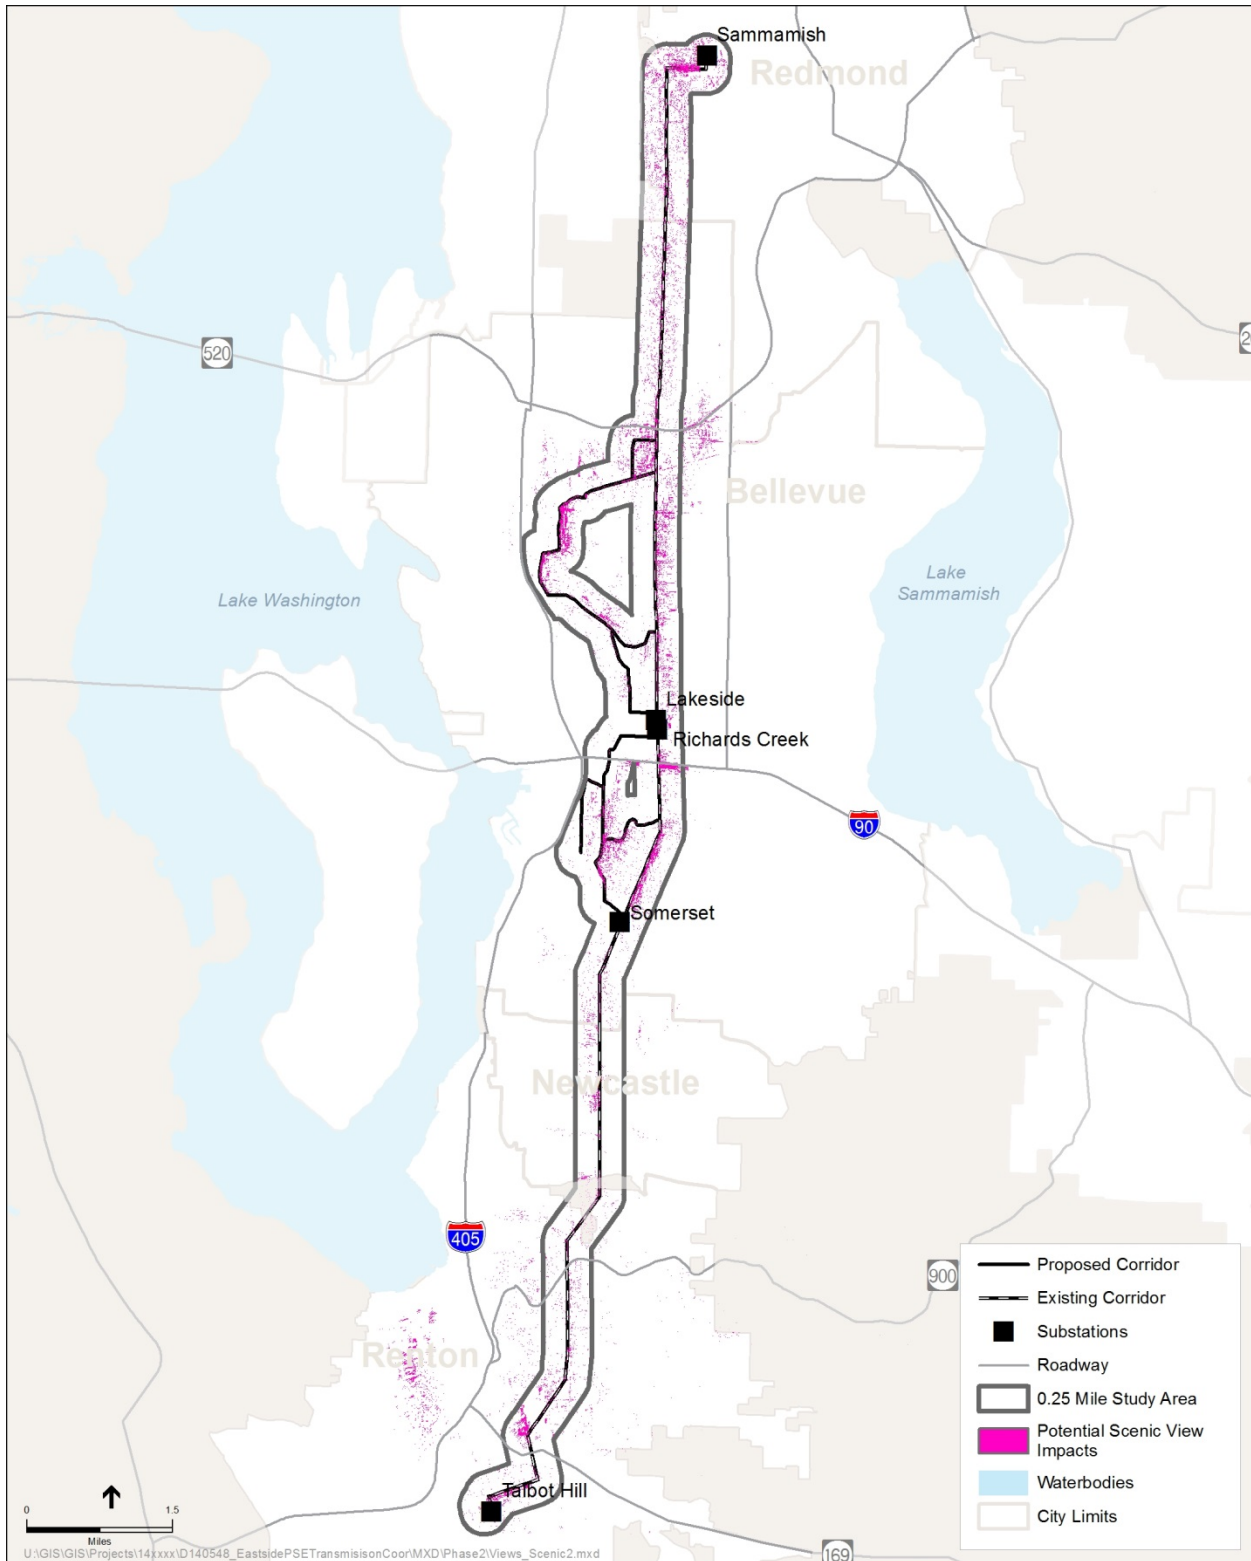 Sammamish
Redmond
520
2
Bellevue
Lake Washington
Lake
Sammamish
Lakeside
Richards Creek
90
Somerset
Newcastle
405
900
Renton
Talbot Hill
169
Proposed Corridor
Existing Corridor
Substations
Roadway
0.25 Mile Study Area
Potential Scenic View
Impacts
Waterbodies
City Limits
0 1.5
Miles
U:\GIS\GIS\Projects\14xxxx\D140548_EastsidePSETransmisisonCoor\MXD\Phase2\Views_Scenic2.mxd